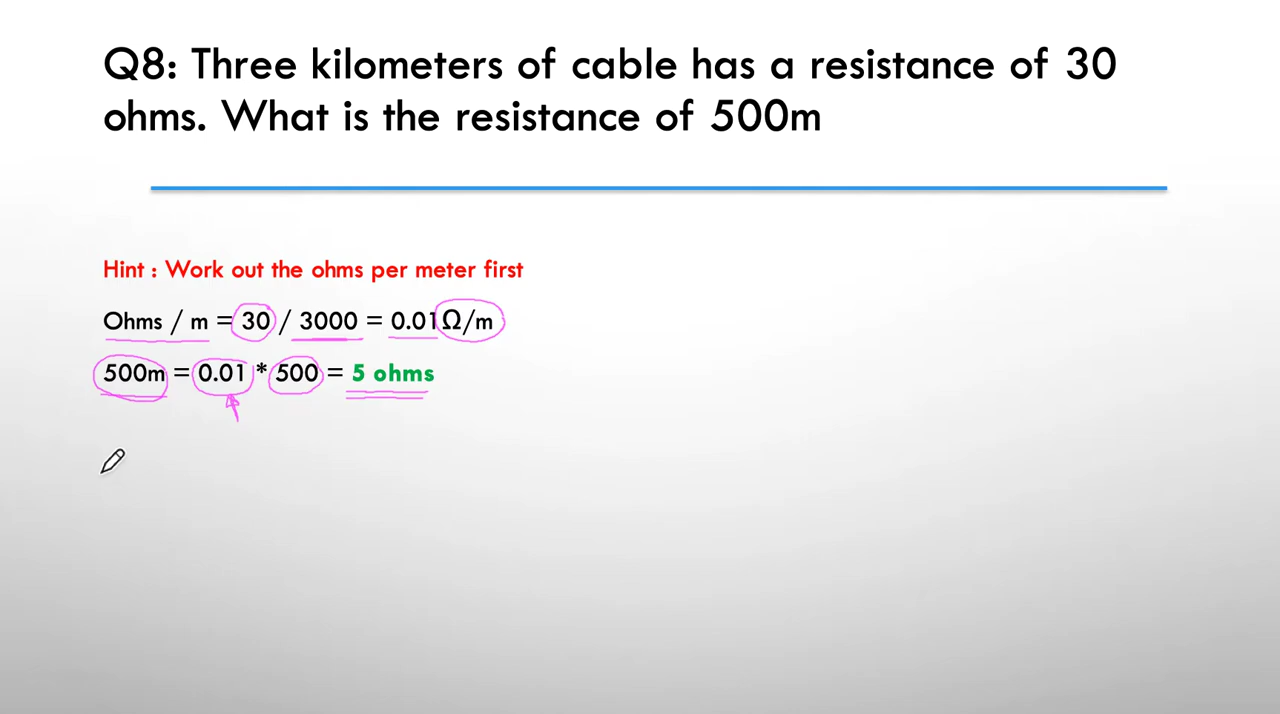 Q8: Three kilometers of cable has a resistance of 30
ohms. What is the resistance of 500m
Hint : Work out the ohms per meter first
Ohms / m = 30 / 3000 = 0.01Ω/m
500m = 0.01 * 500 = 5 ohms